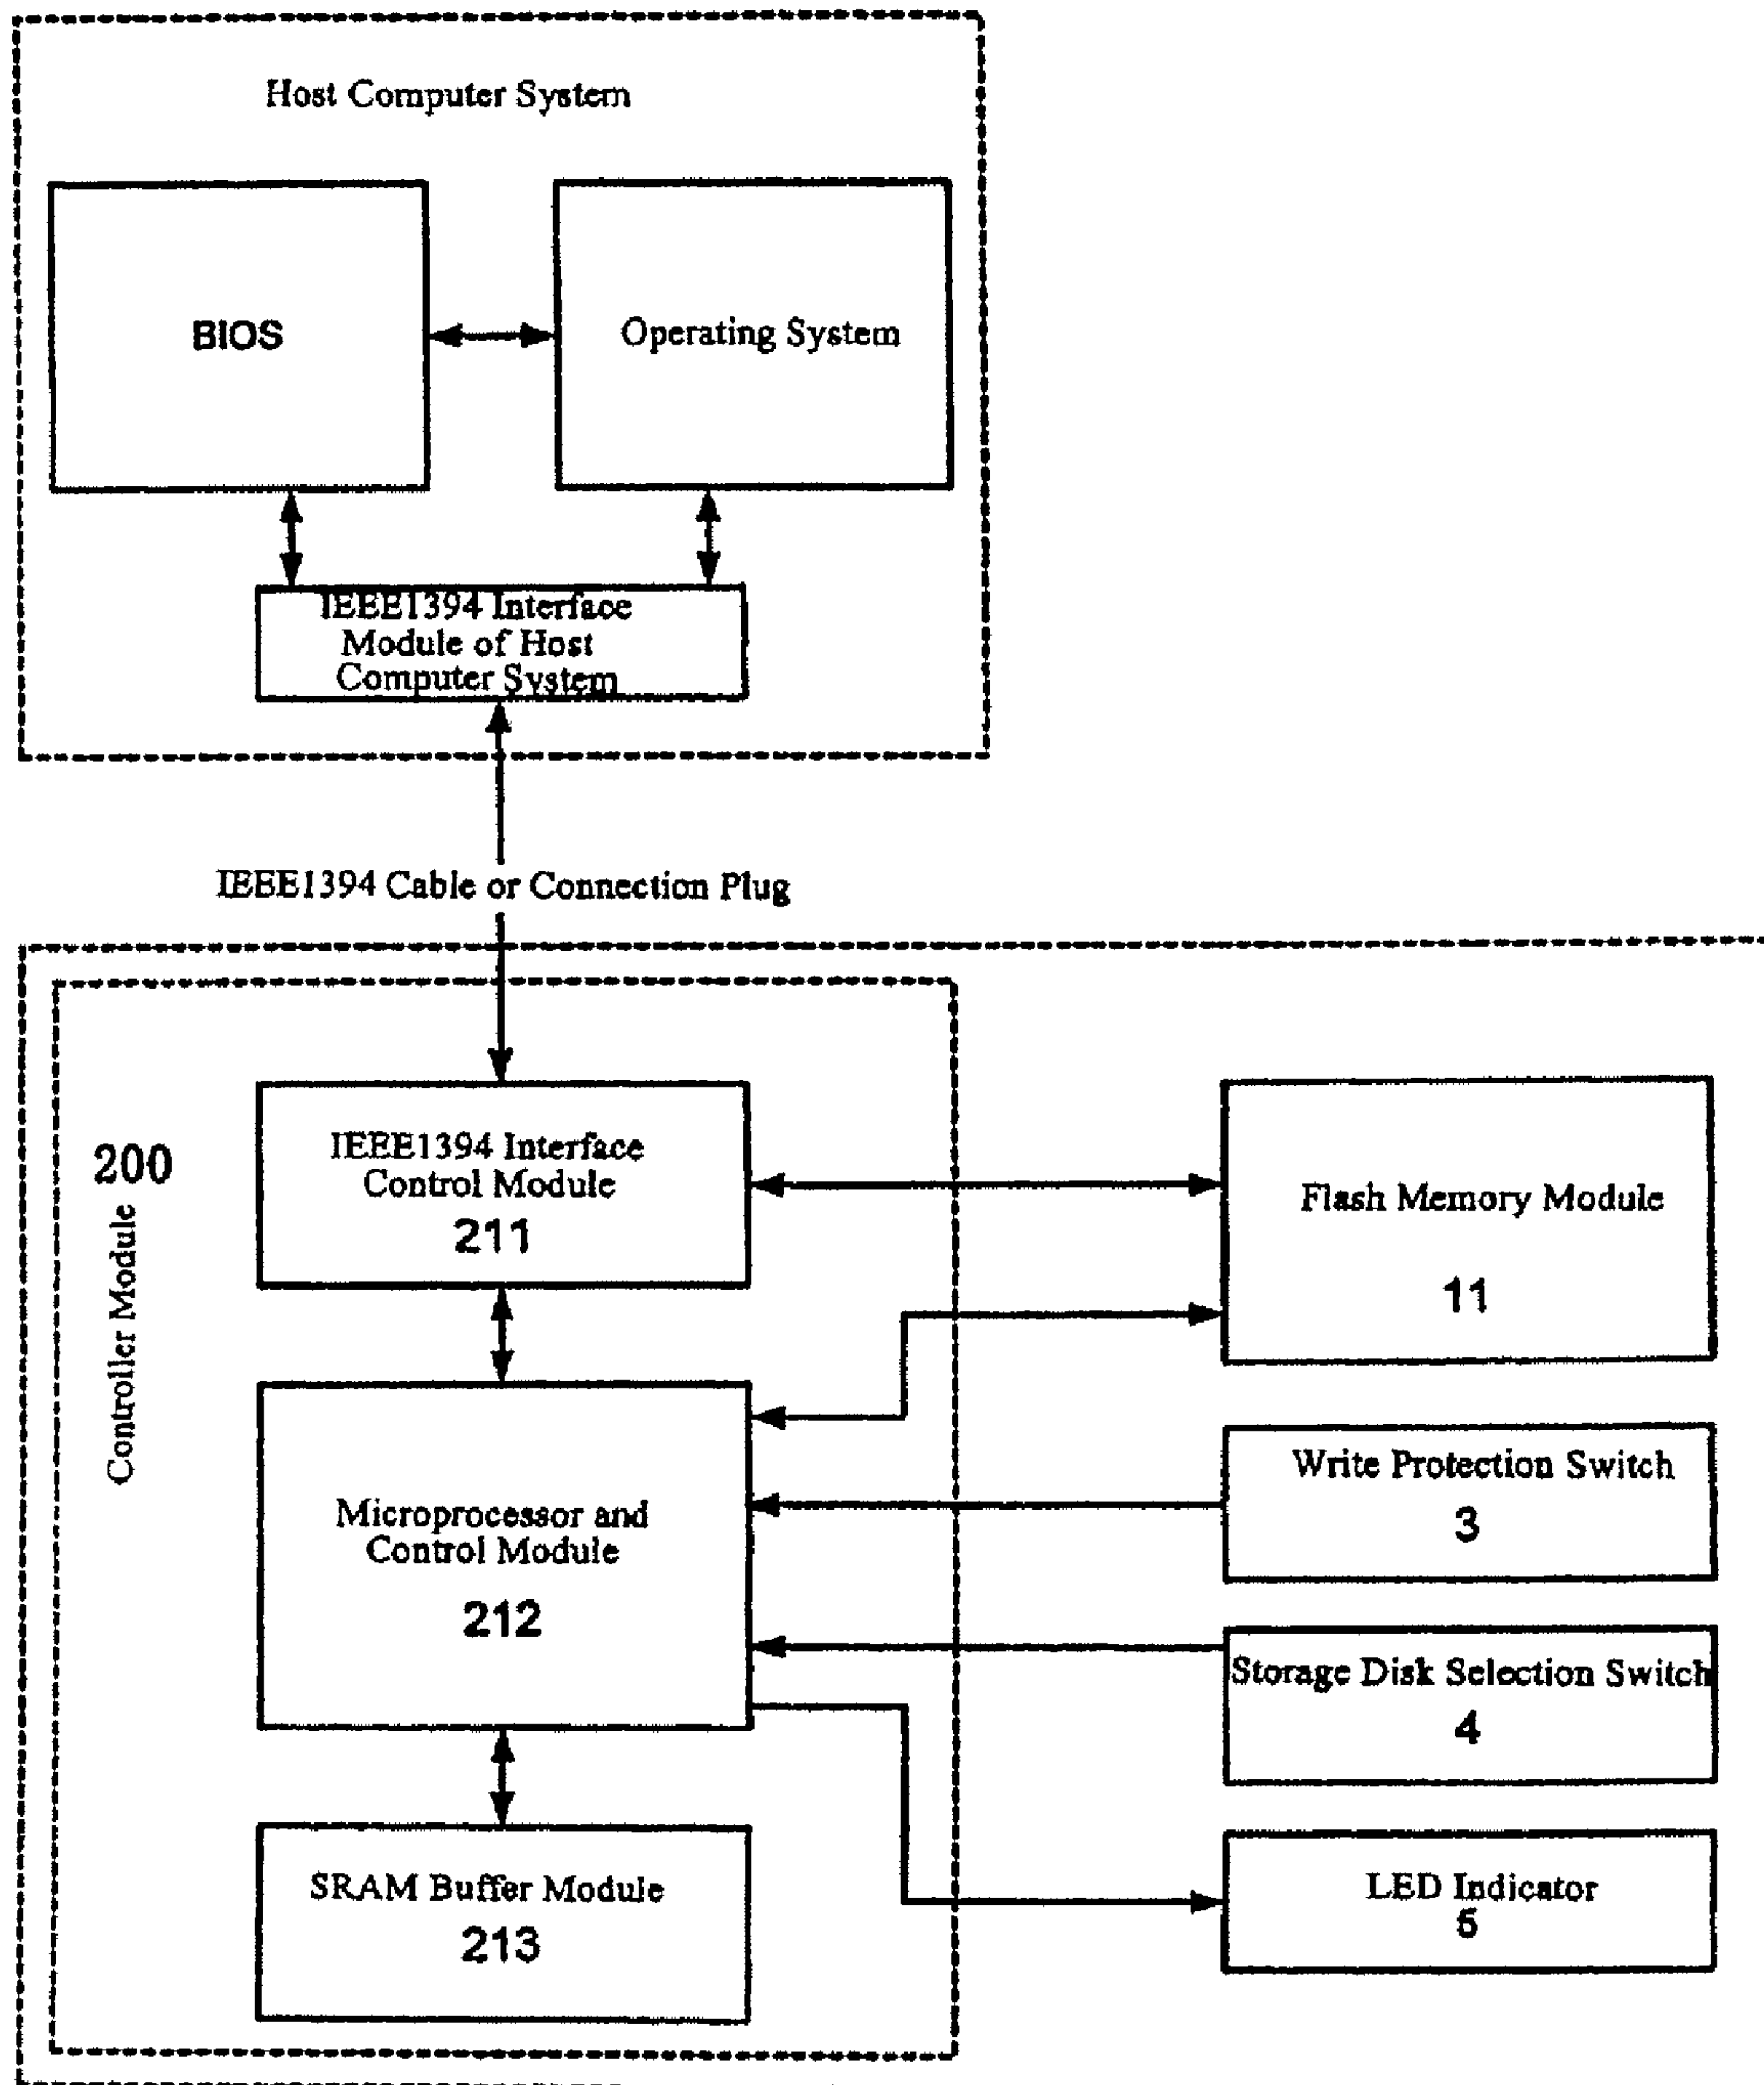 Host Computer System
BIOS
Operating System
IEEE1394 Interface
Module of Host
Computer System
IEEE1394 Cable or Connection Plug
200
Controller Module
IEEE1394 Interface
Control Module
211
Flash Memory Module
11
Microprocessor and
Control Module
212
Write Protection Switch
3
Storage Disk Selection Switch
4
SRAM Buffer Module
213
LED Indicator
5